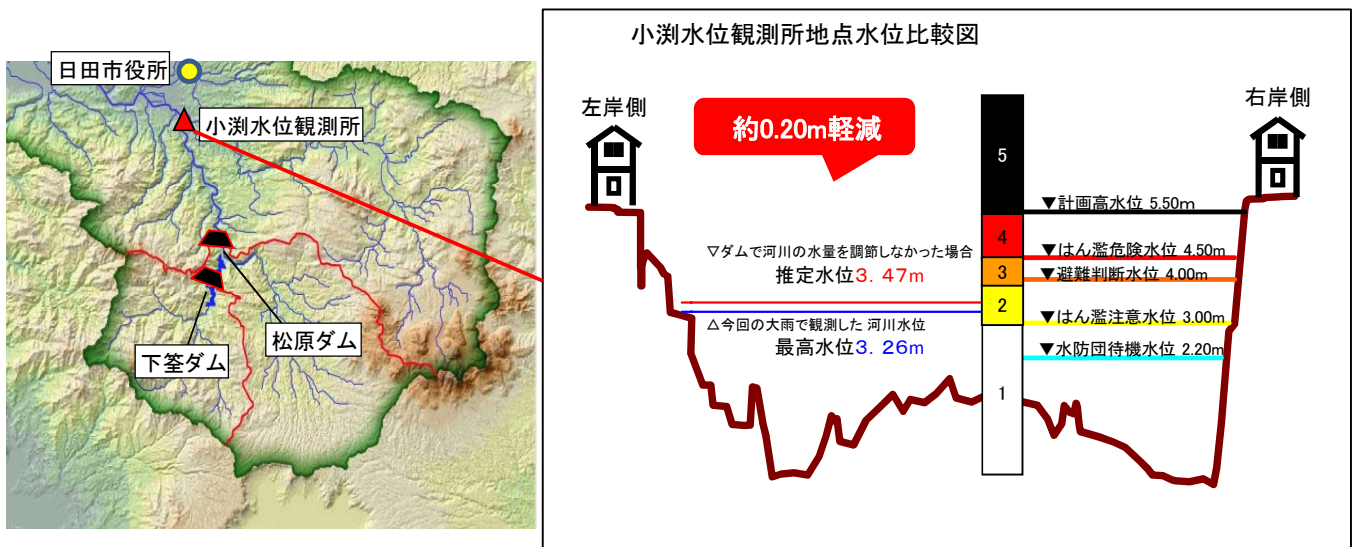 日田市役所
小渕水位観測所
松原ダム
下筌ダム
小渕水位観測所地点水位比較図
左岸側
右岸側
約0.20m軽減
5
4
3
2
1
▼計画高水位 5.50m
▼はん濫危険水位 4.50m
▼避難判断水位 4.00m
▼はん濫注意水位 3.00m
▼水防団待機水位 2.20m
▽ダムで河川の水量を調節しなかった場合
推定水位3.47m
△今回の大雨で観測した 河川水位
最高水位3.26m